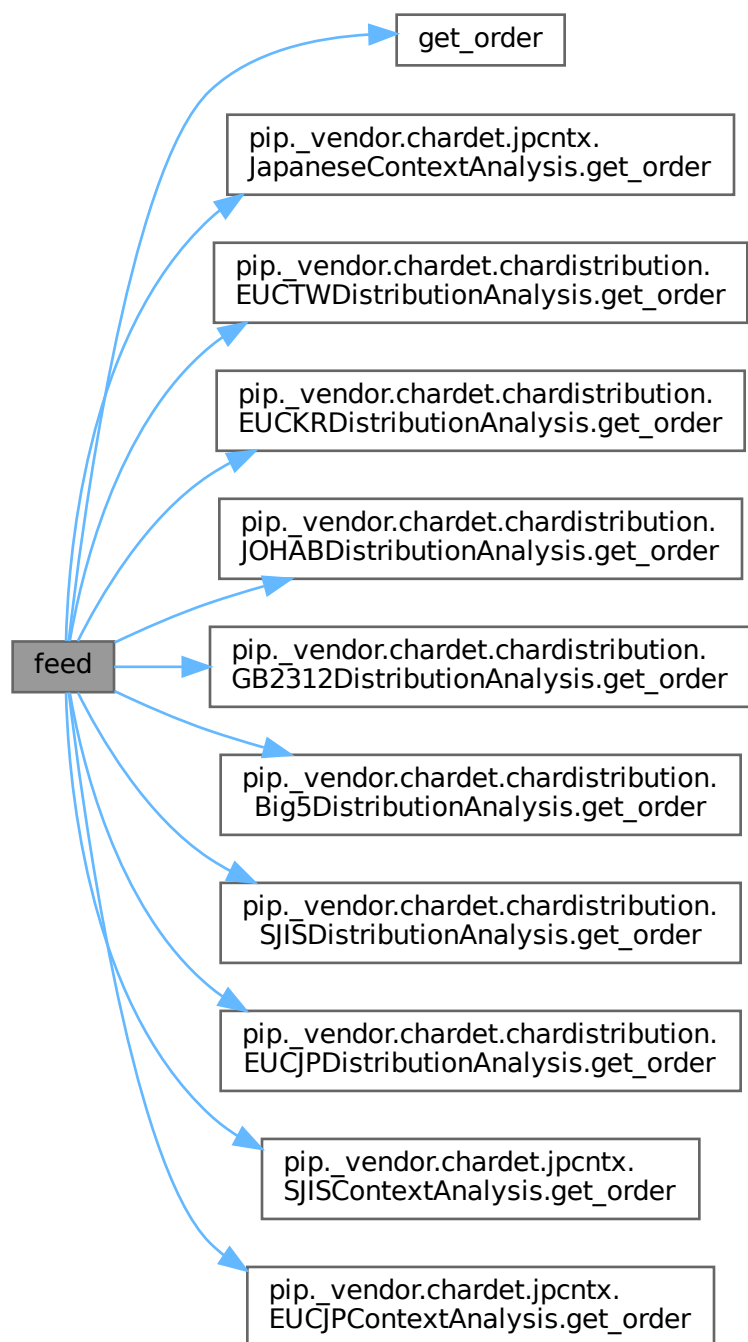 get_order
pip._vendor.chardet.jpcntx.
JapaneseContextAnalysis.get_order
pip._vendor.chardet.chardistribution.
EUCTWDistributionAnalysis.get_order
pip._vendor.chardet.chardistribution.
EUCKRDistributionAnalysis.get_order
pip._vendor.chardet.chardistribution.
JOHABDistributionAnalysis.get_order
feed
pip._vendor.chardet.chardistribution.
GB2312DistributionAnalysis.get_order
pip._vendor.chardet.chardistribution.
Big5DistributionAnalysis.get_order
pip._vendor.chardet.chardistribution.
SJISDistributionAnalysis.get_order
pip._vendor.chardet.chardistribution.
EUCJPDistributionAnalysis.get_order
pip._vendor.chardet.jpcntx.
SJISContextAnalysis.get_order
pip._vendor.chardet.jpcntx.
EUCJPContextAnalysis.get_order